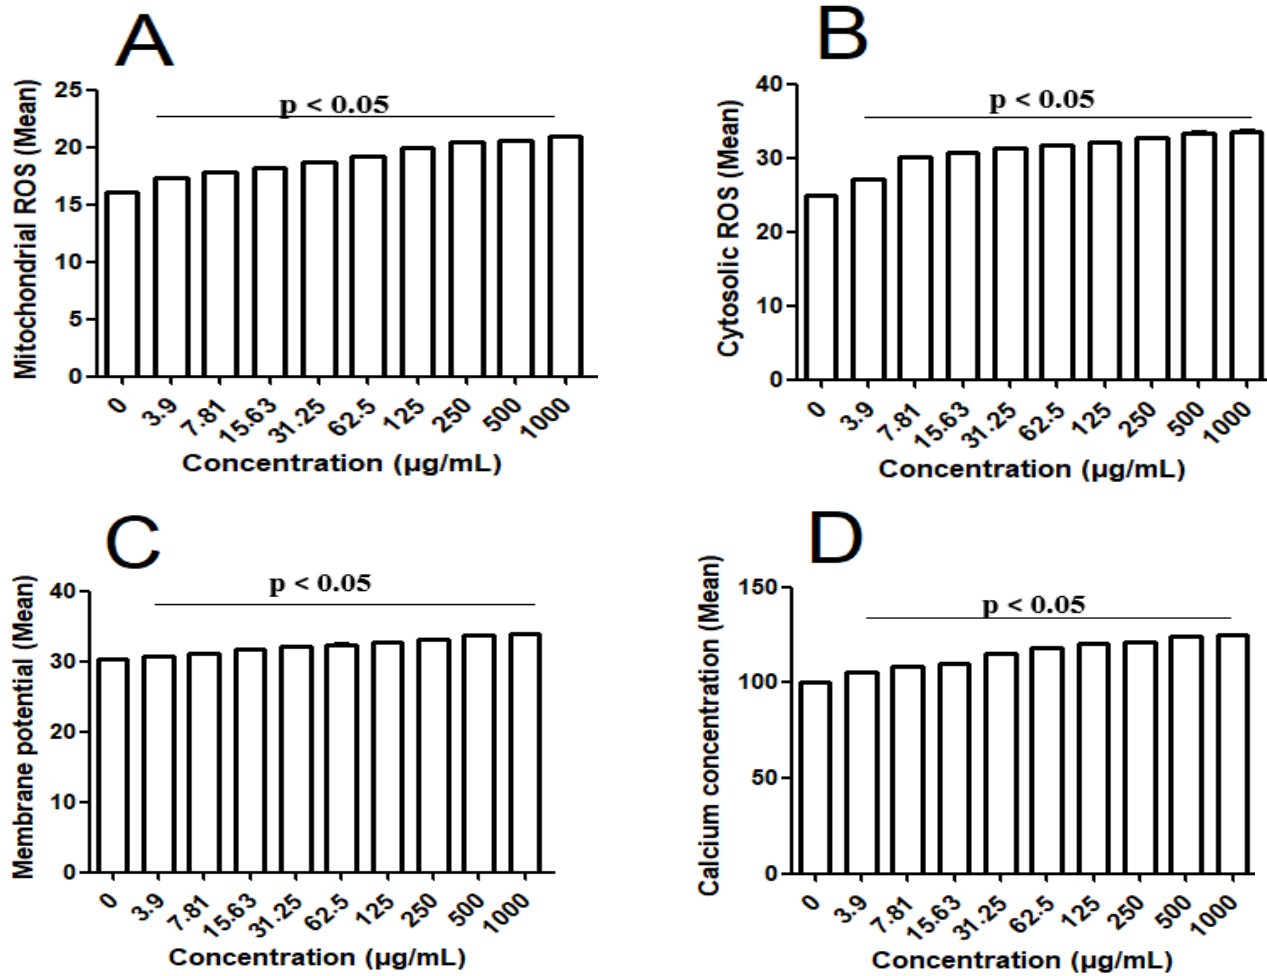 A
p < 0.05
Mitochondrial ROS (Mean)
25
20
15
10
5
0
0 3.9 7.81 15.63 31.25 62.5 125 250 500 1000
Concentration (µg/mL)
B
p < 0.05
Cytosolic ROS (Mean)
40
30
20
10
0
0 3.9 7.81 15.63 31.25 62.5 125 250 500 1000
Concentration (µg/mL)
C
p < 0.05
Membrane potential (Mean)
40
30
20
10
0
0 3.9 7.81 15.63 31.25 62.5 125 250 500 1000
Concentration (µg/mL)
D
p < 0.05
Calcium concentration (Mean)
150
100
50
0
0 3.9 7.81 15.63 31.25 62.5 125 250 500 1000
Concentration (µg/mL)